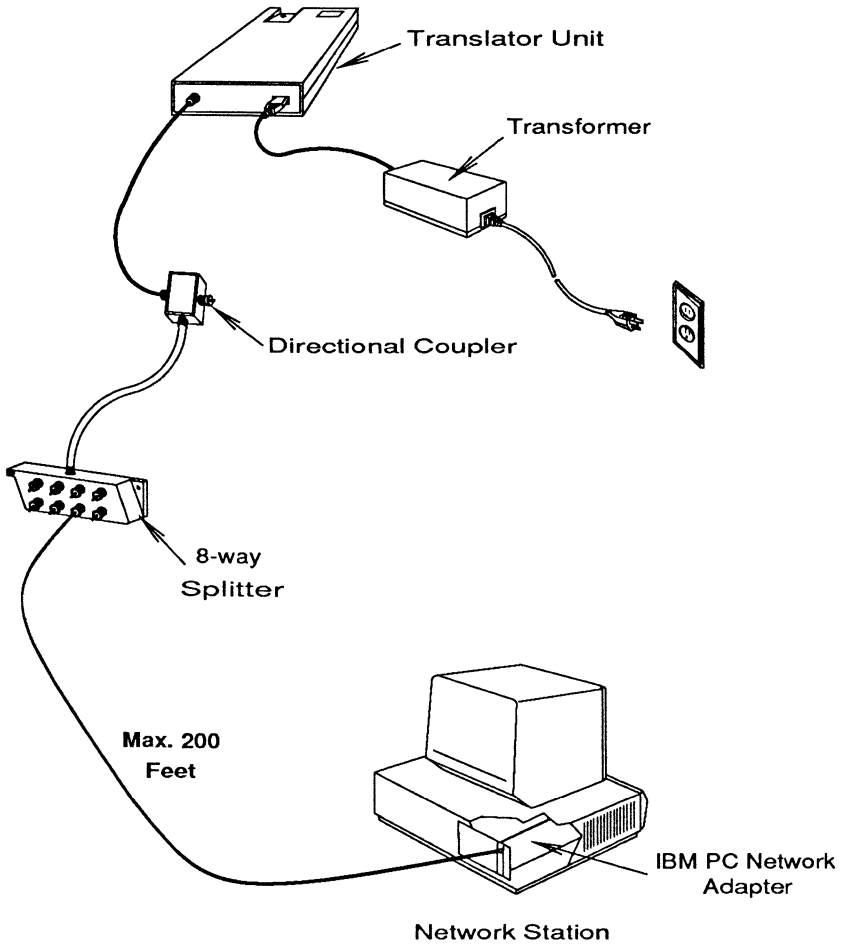 Translator Unit
Transformer
Directional Coupler
8-way
Splitter
Max. 200
Feet
IBM PC Network
Adapter
Network Station